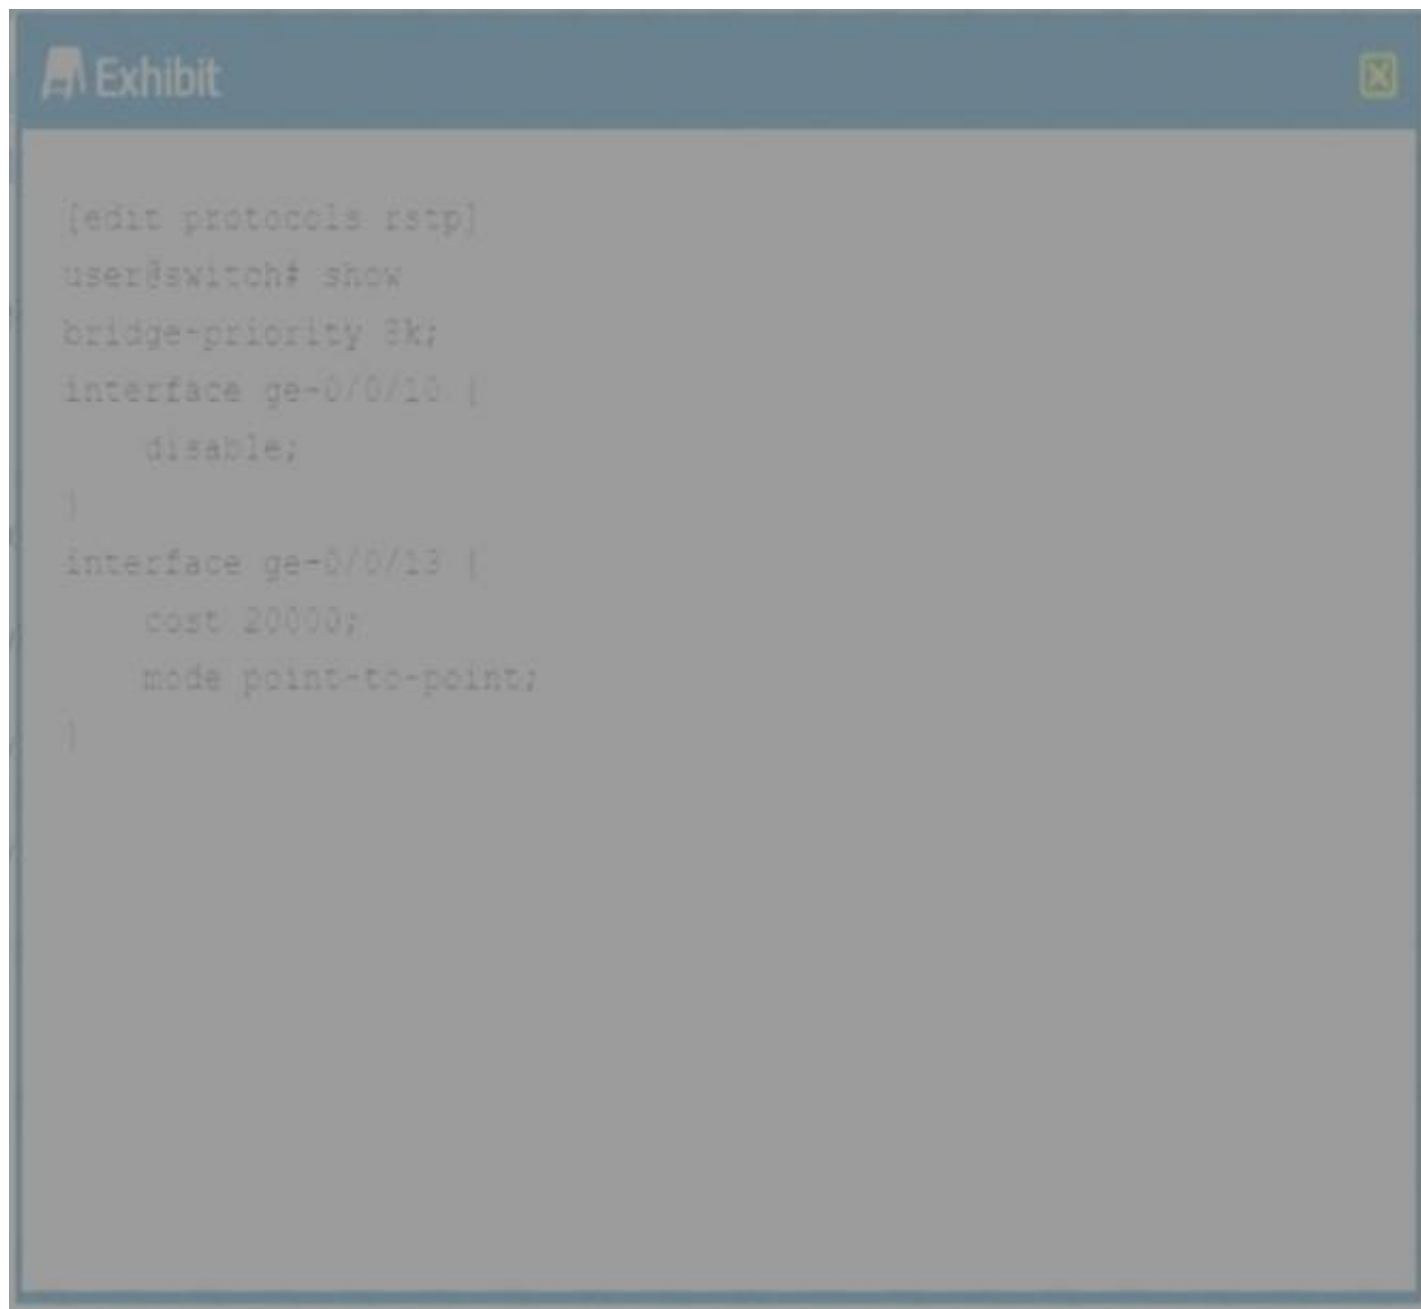 Exhibit
[edit protocols rstp]
user@switch# show
bridge-priority 8k;
interface ge-0/0/10 {
disable;
}
interface ge-0/0/13 {
cost 20000;
mode point-to-point;
}